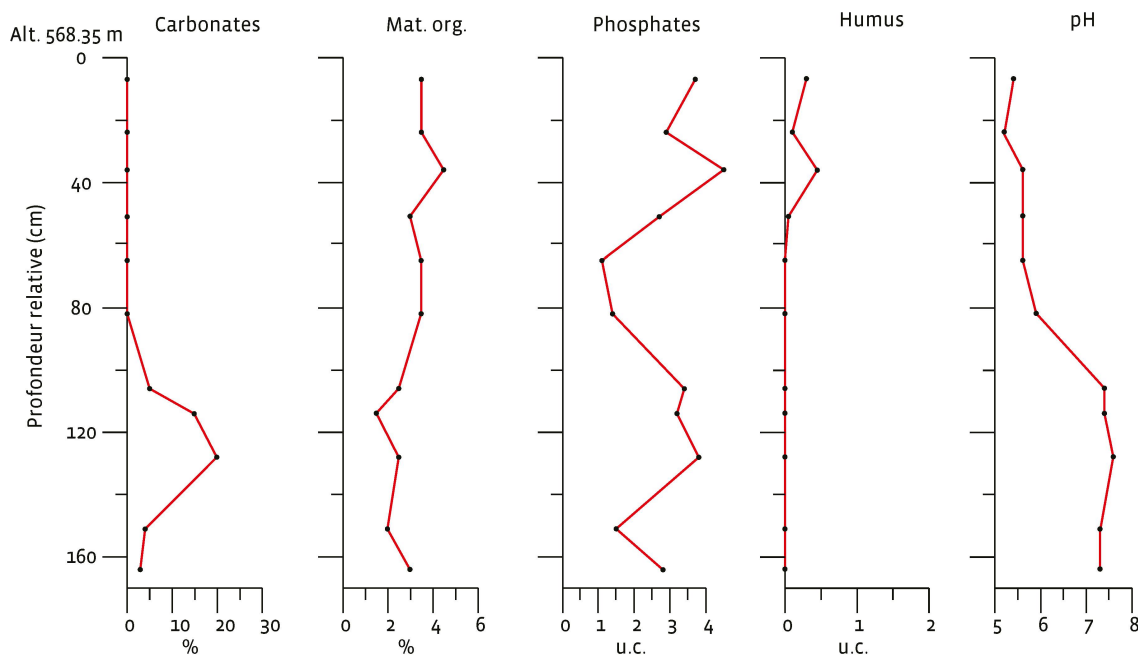 Alt. 568.35 m
Carbonates
Mat. org.
Phosphates
Humus
pH
Profondeur relative (cm)
0
40
80
120
160
0 10 20 30
%
0 2 4 6
%
0 1 2 3 4
u.c.
0 1 2
u.c.
5 6 7 8